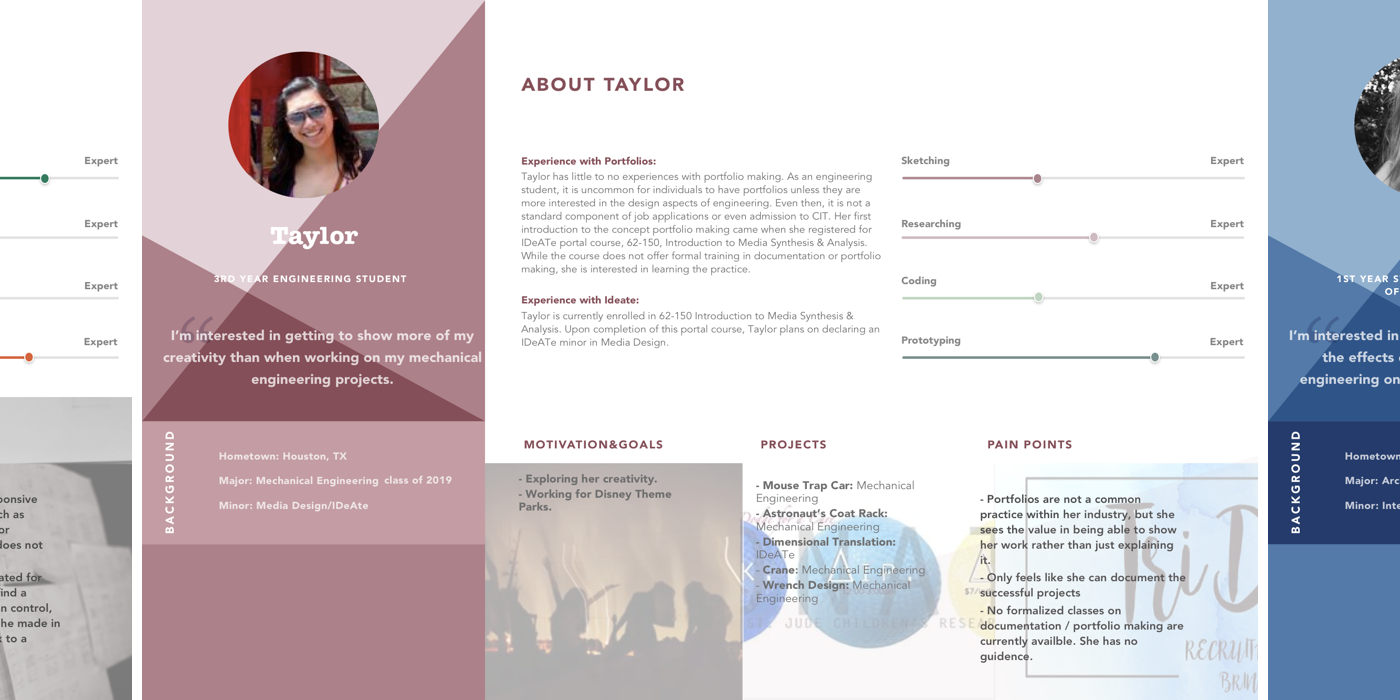 Expert
Expert
Expert
Expert
ponsive
ch as
or
does not
ated for
find a
n control,
he made in
to a
Taylor
3RD YEAR ENGINEERING STUDENT
“
I’m interested in getting to show more of my
creativity than when working on my mechanical
engineering projects.
BACKGROUND
Hometown: Houston, TX
Major: Mechanical Engineering class of 2019
Minor: Media Design/IDeAte
ABOUT TAYLOR
Experience with Portfolios:
Taylor has little to no experiences with portfolio making. As an engineering
student, it is uncommon for individuals to have portfolios unless they are
more interested in the design aspects of engineering. Even then, it is not a
standard component of job applications or even admission to CIT. Her first
introduction to the concept portfolio making came when she registered for
IDeATe portal course, 62-150, Introduction to Media Synthesis & Analysis.
While the course does not offer formal training in documentation or portfolio
making, she is interested in learning the practice.
Experience with Ideate:
Taylor is currently enrolled in 62-150 Introduction to Media Synthesis &
Analysis. Upon completion of this portal course, Taylor plans on declaring an
IDeATe minor in Media Design.
Sketching Expert
Researching Expert
Coding Expert
Prototyping Expert
MOTIVATION&GOALS
- Exploring her creativity.
- Working for Disney Theme
Parks.
PROJECTS
- Mouse Trap Car: Mechanical
Engineering
- Astronaut’s Coat Rack:
Mechanical Engineering
- Dimensional Translation:
IDeATe
- Crane: Mechanical Engineering
- Wrench Design: Mechanical
Engineering
ST. JUDE CHILDREN'S RESEAR
PAIN POINTS
- Portfolios are not a common
practice within her industry, but she
sees the value in being able to show
her work rather than just explaining
it.
- Only feels like she can document the
successful projects
- No formalized classes on
documentation / portfolio making are
currently availble. She has no
guidence.
Tri D
RECRUIT
BRIN
1ST YEAR S
OF
“
I’m interested in
the effects
engineering on
BACKGROUND
Hometown
Major: Arc
Minor: Inte